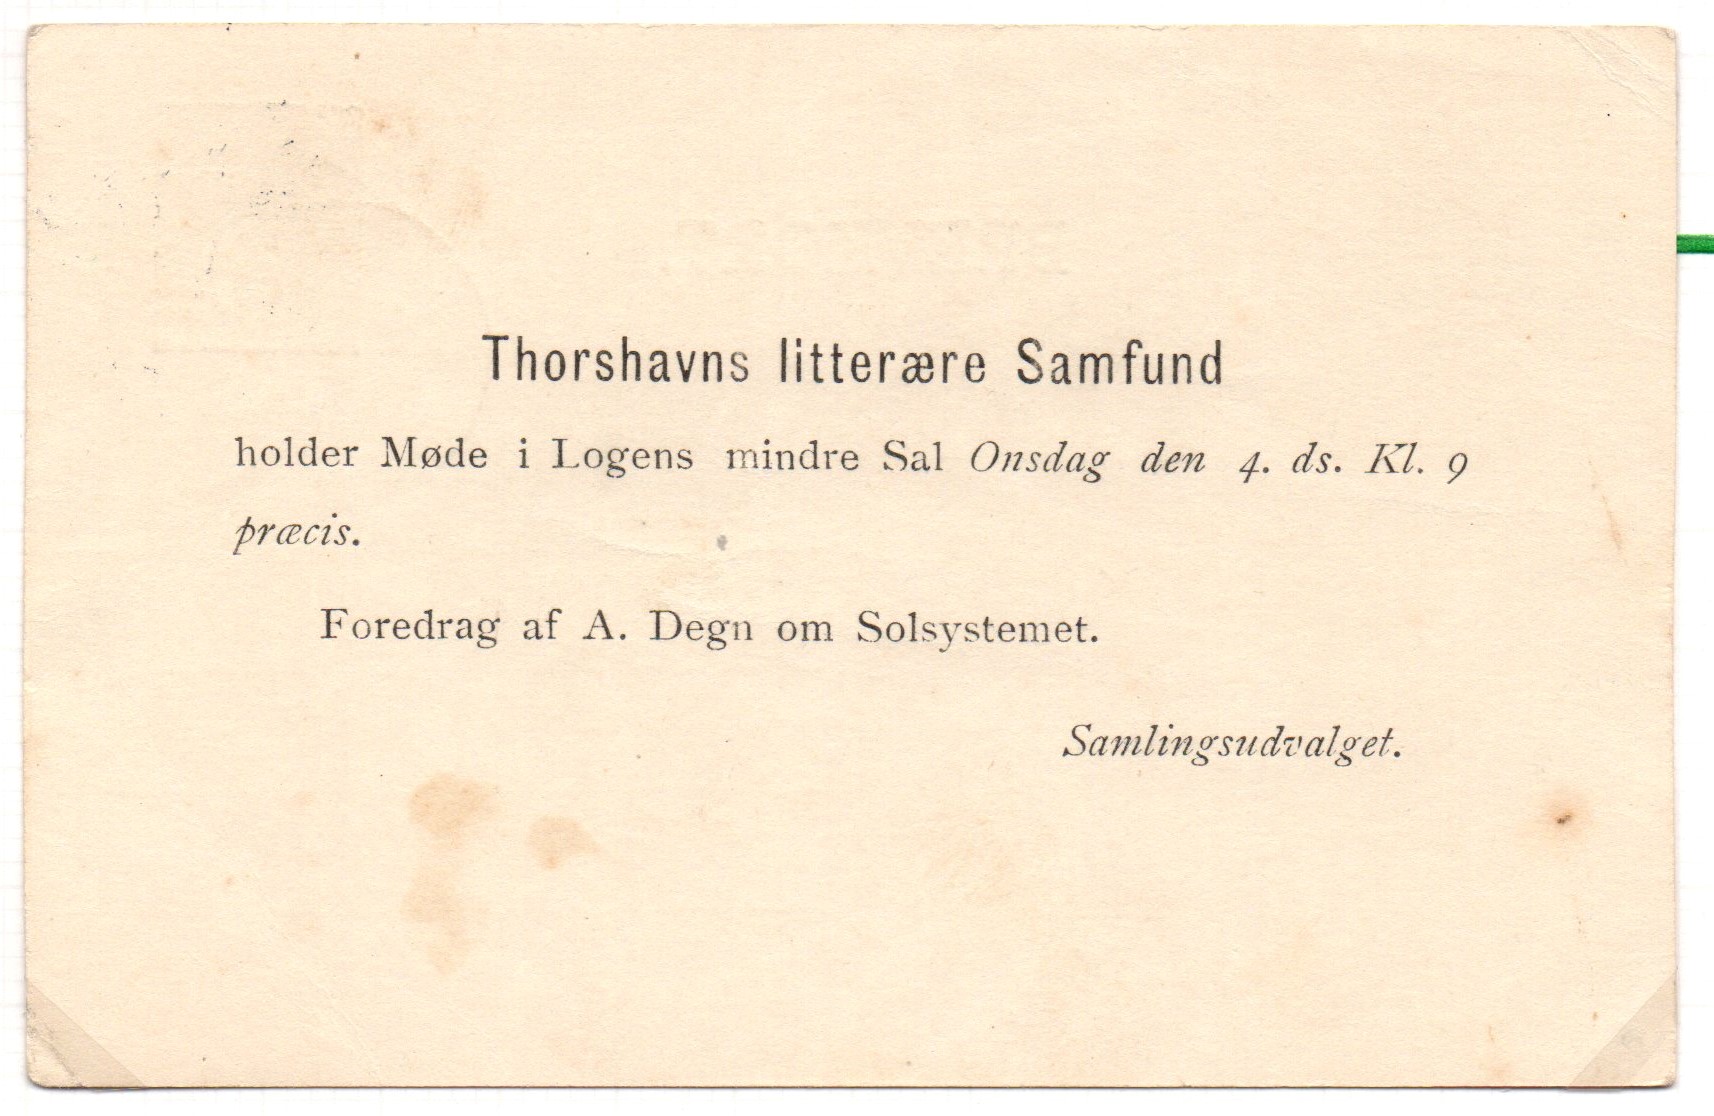 Thorshavns litterære Samfund
holder Møde i Logens mindre Sal Onsdag den 4. ds. Kl. 9
præcis.
Foredrag af A. Degn om Solsystemet.
Samlingsudvalget.